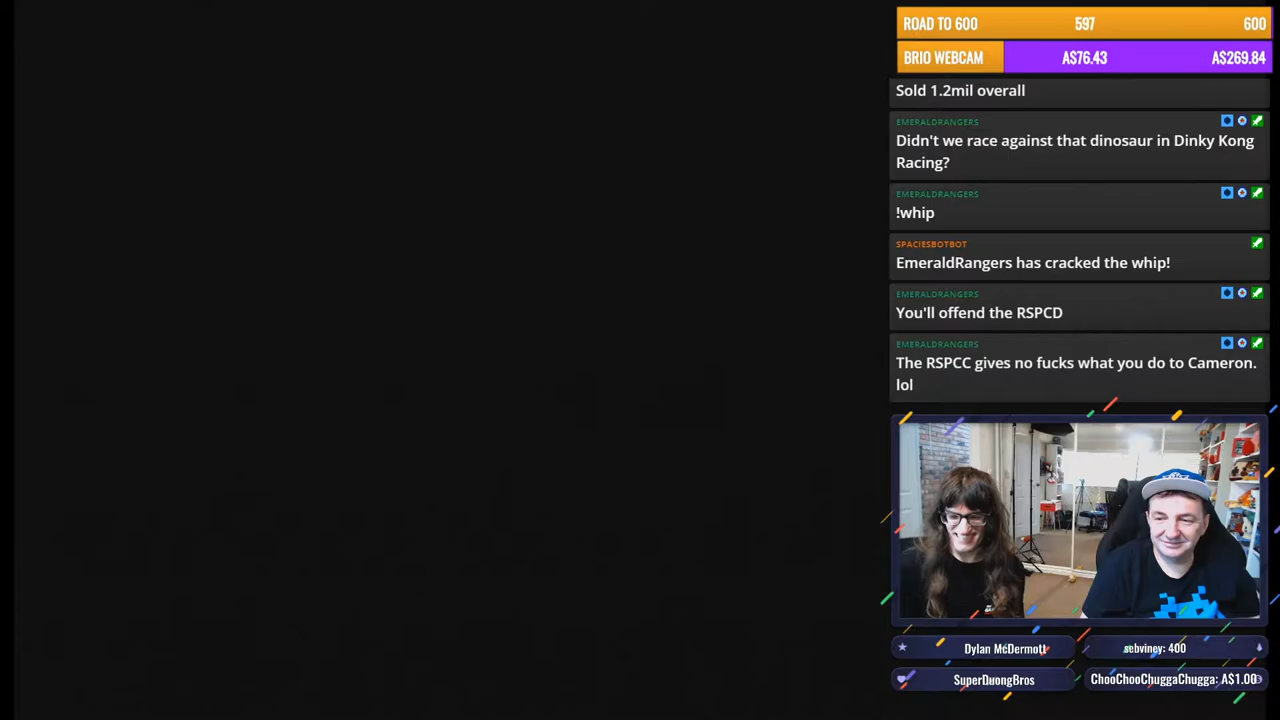 ROAD TO 600 597 600
BRIO WEBCAM A$76.43 A$269.84
Sold 1.2mil overall
EMERALDRANGERS
Didn't we race against that dinosaur in Dinky Kong
Racing?
EMERALDRANGERS
!whip
SPACIESBOTBOT
EmeraldRangers has cracked the whip!
EMERALDRANGERS
You'll offend the RSPCD
EMERALDRANGERS
The RSPCC gives no fucks what you do to Cameron.
lol
Dylan McDermott sebviney: 400
SuperDuongBros ChooChooChuggaChugga: A$1.00